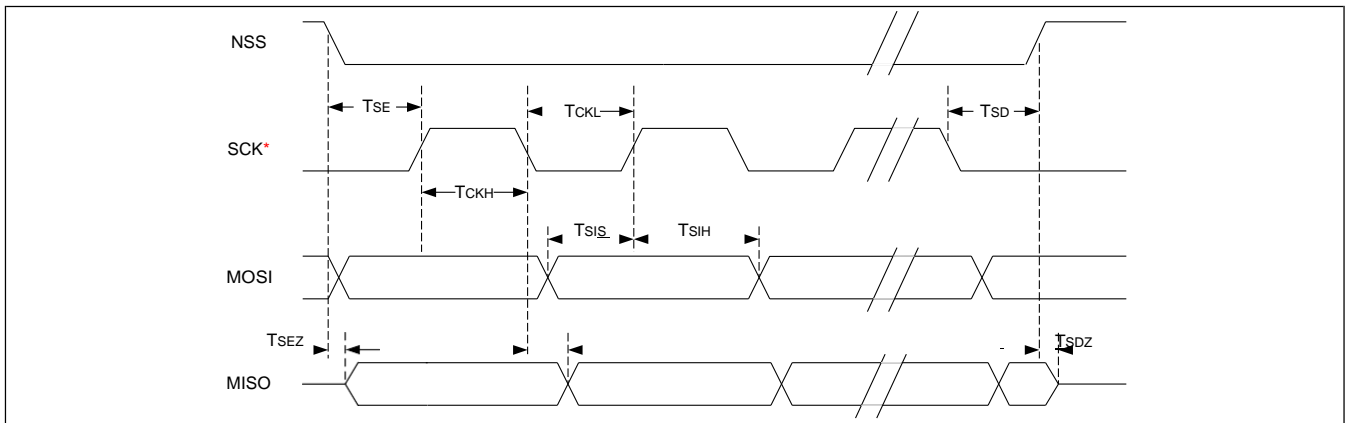 NSS
TSE
TCKL
TSD
SCK*
TCKH
TSIS
TSIH
MOSI
TSEZ
TSDZ
MISO